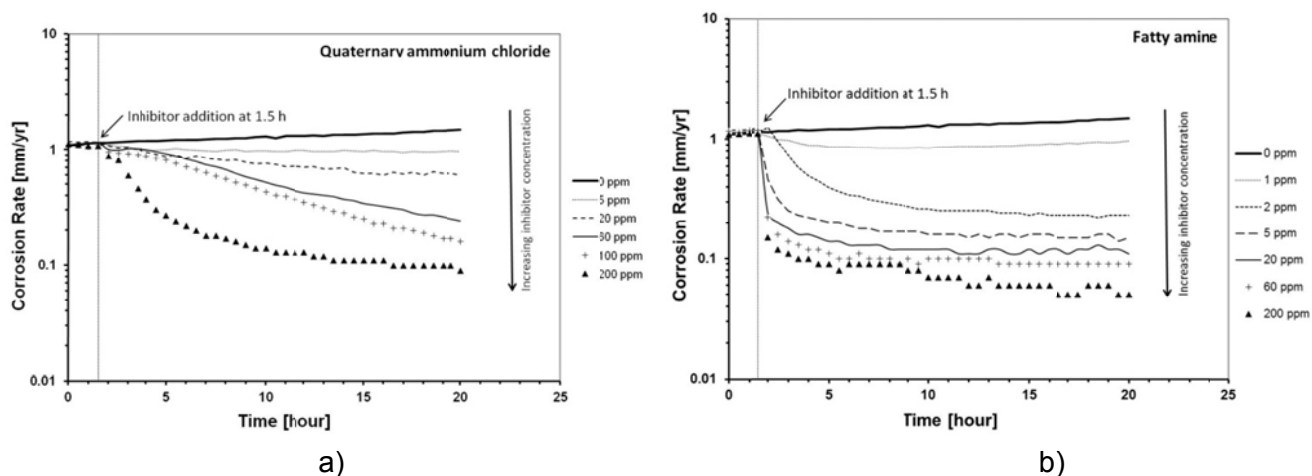 Quaternary ammonium chloride
Inhibitor addition at 1.5 h
Corrosion Rate [mm/yr]
10
1
0.1
0.01
0 5 10 15 20 25
Time [hour]
Increasing inhibitor concentration
0 ppm
5 ppm
20 ppm
80 ppm
100 ppm
200 ppm
a)
Fatty amine
Inhibitor addition at 1.5 h
Corrosion Rate [mm/yr]
10
1
0.1
0.01
0 5 10 15 20 25
Time [hour]
Increasing inhibitor concentration
0 ppm
1 ppm
2 ppm
5 ppm
20 ppm
60 ppm
200 ppm
b)